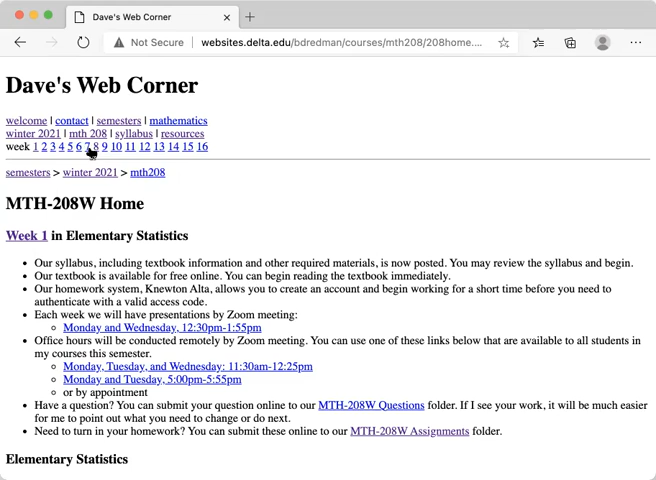 Dave's Web Corner
Not Secure | websites.delta.edu/bdredman/courses/mth208/208home....
Dave's Web Corner
welcome | contact | semesters | mathematics
winter 2021 | mth 208 | syllabus | resources
week 1 2 3 4 5 6 7 8 9 10 11 12 13 14 15 16
semesters > winter 2021 > mth208
MTH-208W Home
Week 1 in Elementary Statistics
• Our syllabus, including textbook information and other required materials, is now posted. You may review the syllabus and begin.
• Our textbook is available for free online. You can begin reading the textbook immediately.
• Our homework system, Knewton Alta, allows you to create an account and begin working for a short time before you need to
authenticate with a valid access code.
• Each week we will have presentations by Zoom meeting:
◦ Monday and Wednesday, 12:30pm-1:55pm
• Office hours will be conducted remotely by Zoom meeting. You can use one of these links below that are available to all students in
my courses this semester.
◦ Monday, Tuesday, and Wednesday: 11:30am-12:25pm
◦ Monday and Tuesday, 5:00pm-5:55pm
◦ or by appointment
• Have a question? You can submit your question online to our MTH-208W Questions folder. If I see your work, it will be much easier
for me to point out what you need to change or do next.
• Need to turn in your homework? You can submit these online to our MTH-208W Assignments folder.
Elementary Statistics